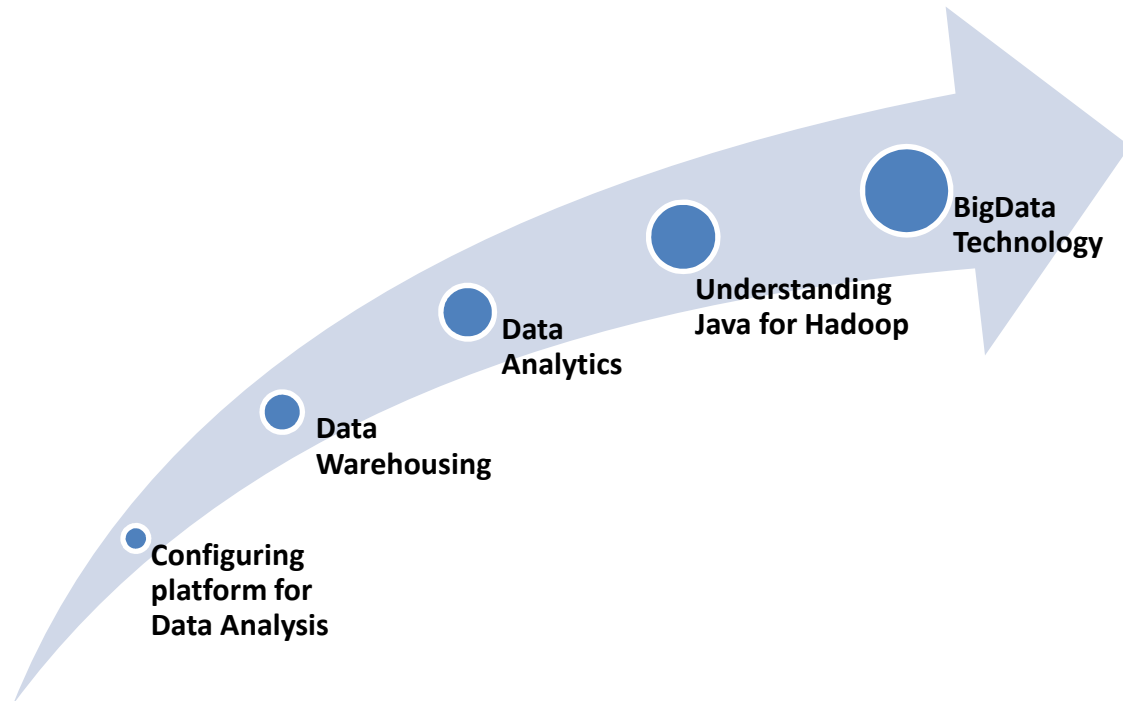 BigData
Technology
Understanding
Java for Hadoop
Data
Analytics
Data
Warehousing
Configuring
platform for
Data Analysis